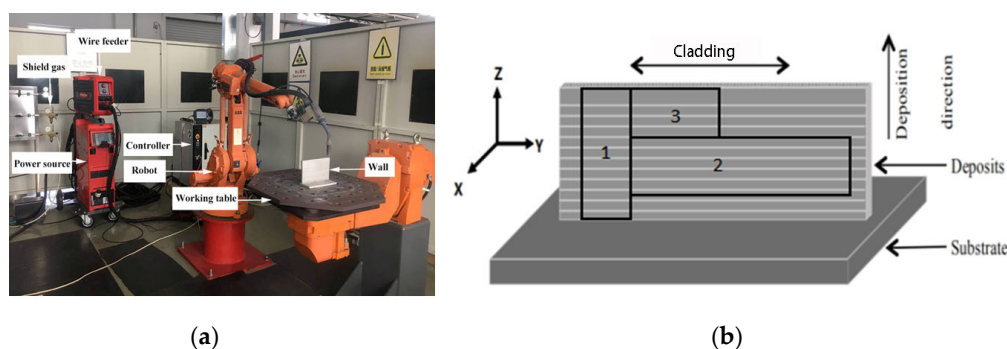 Wire feeder
Shield gas
Power source
Controller
Robot
Working table
Wall
Cladding
Deposition
direction
Z
Y
X
1
2
3
Deposits
Substrate
(a)
(b)